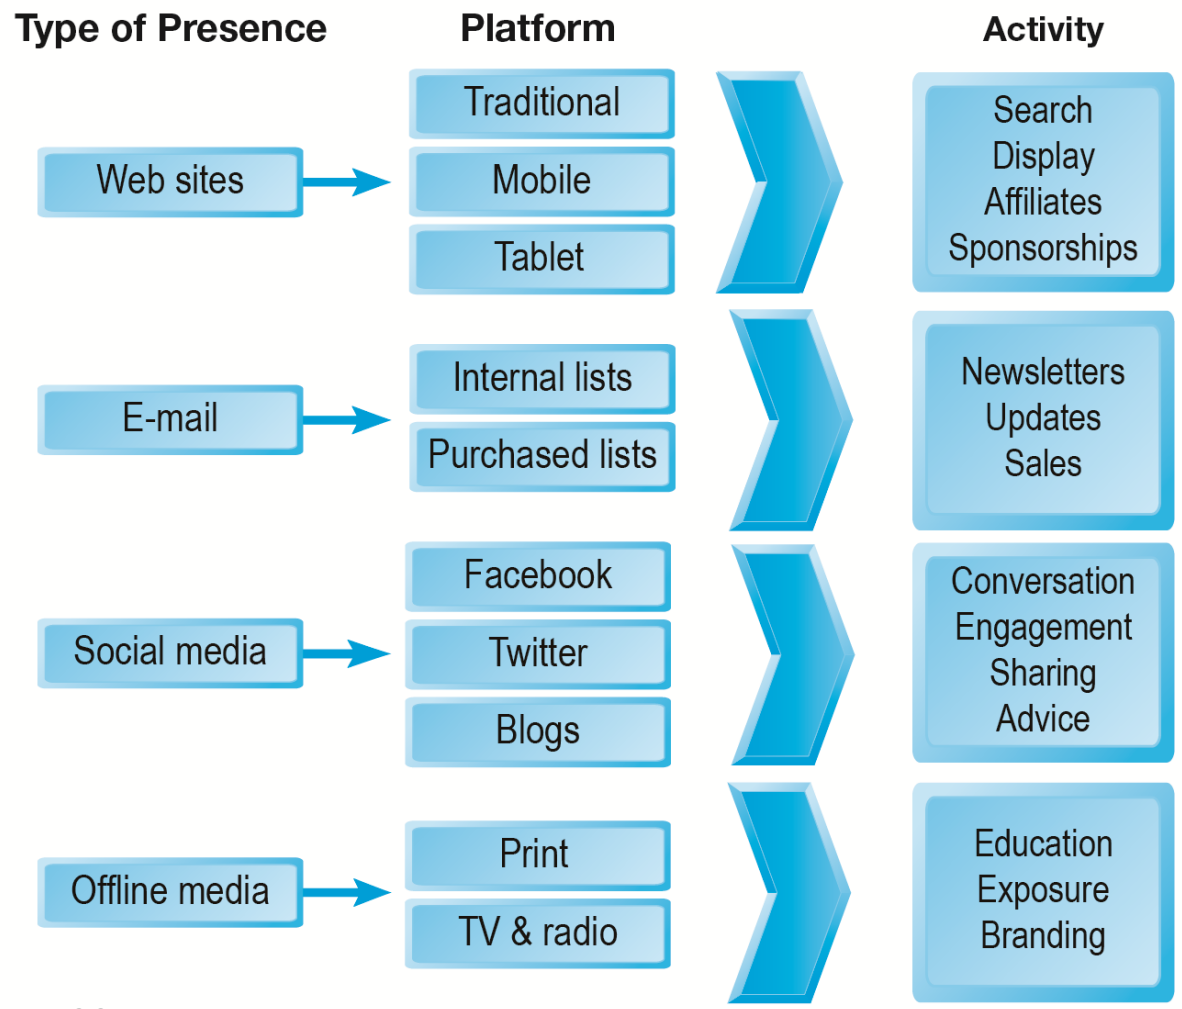 Type of Presence
Platform
Activity
Web sites
Traditional
Mobile
Tablet
Search
Display
Affiliates
Sponsorships
E-mail
Internal lists
Purchased lists
Newsletters
Updates
Sales
Social media
Facebook
Twitter
Blogs
Conversation
Engagement
Sharing
Advice
Offline media
Print
TV & radio
Education
Exposure
Branding